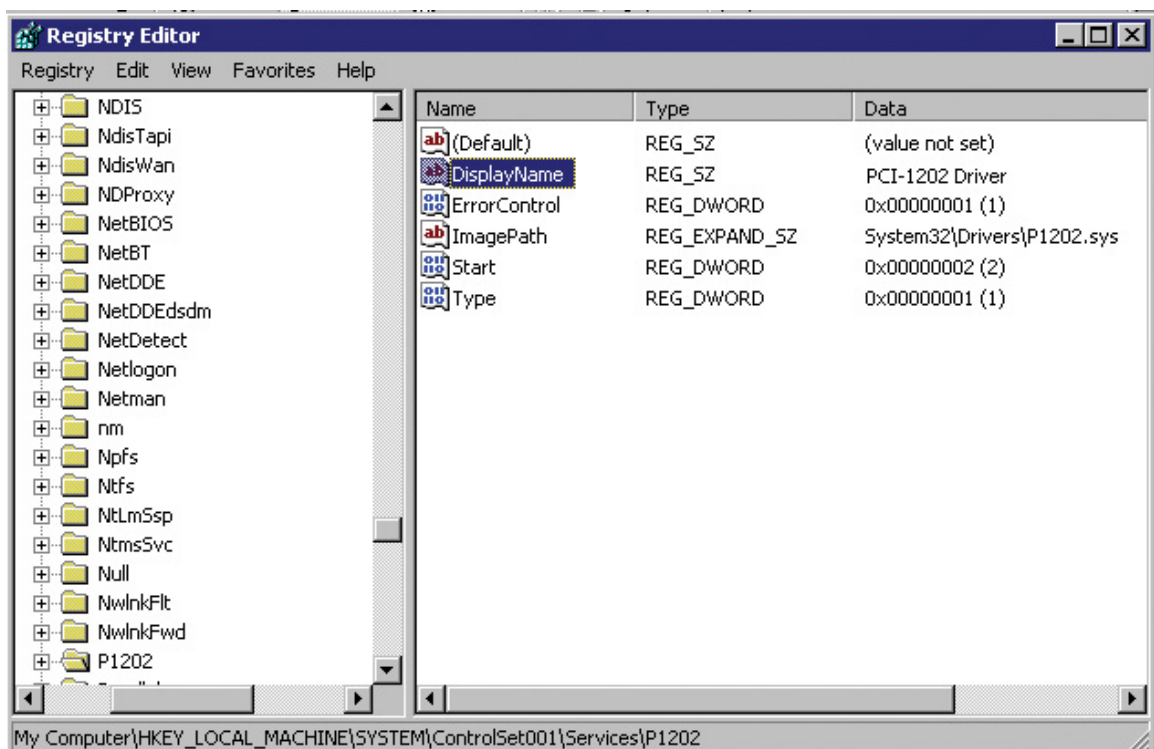 Registry Editor
Registry Edit View Favorites Help
NDIS
NdisTapi
NdisWan
NDProxy
NetBIOS
NetBT
NetDDE
NetDDEdsdm
NetDetect
Netlogon
Netman
nm
Npfs
Ntfs
NtLmSsp
NtmsSvc
Null
NwlnkFlt
NwlnkFwd
P1202
Name Type Data
(Default) REG_SZ (value not set)
DisplayName REG_SZ PCI-1202 Driver
ErrorControl REG_DWORD 0x00000001 (1)
ImagePath REG_EXPAND_SZ System32\Drivers\P1202.sys
Start REG_DWORD 0x00000002 (2)
Type REG_DWORD 0x00000001 (1)
My Computer\HKEY_LOCAL_MACHINE\SYSTEM\ControlSet001\Services\P1202